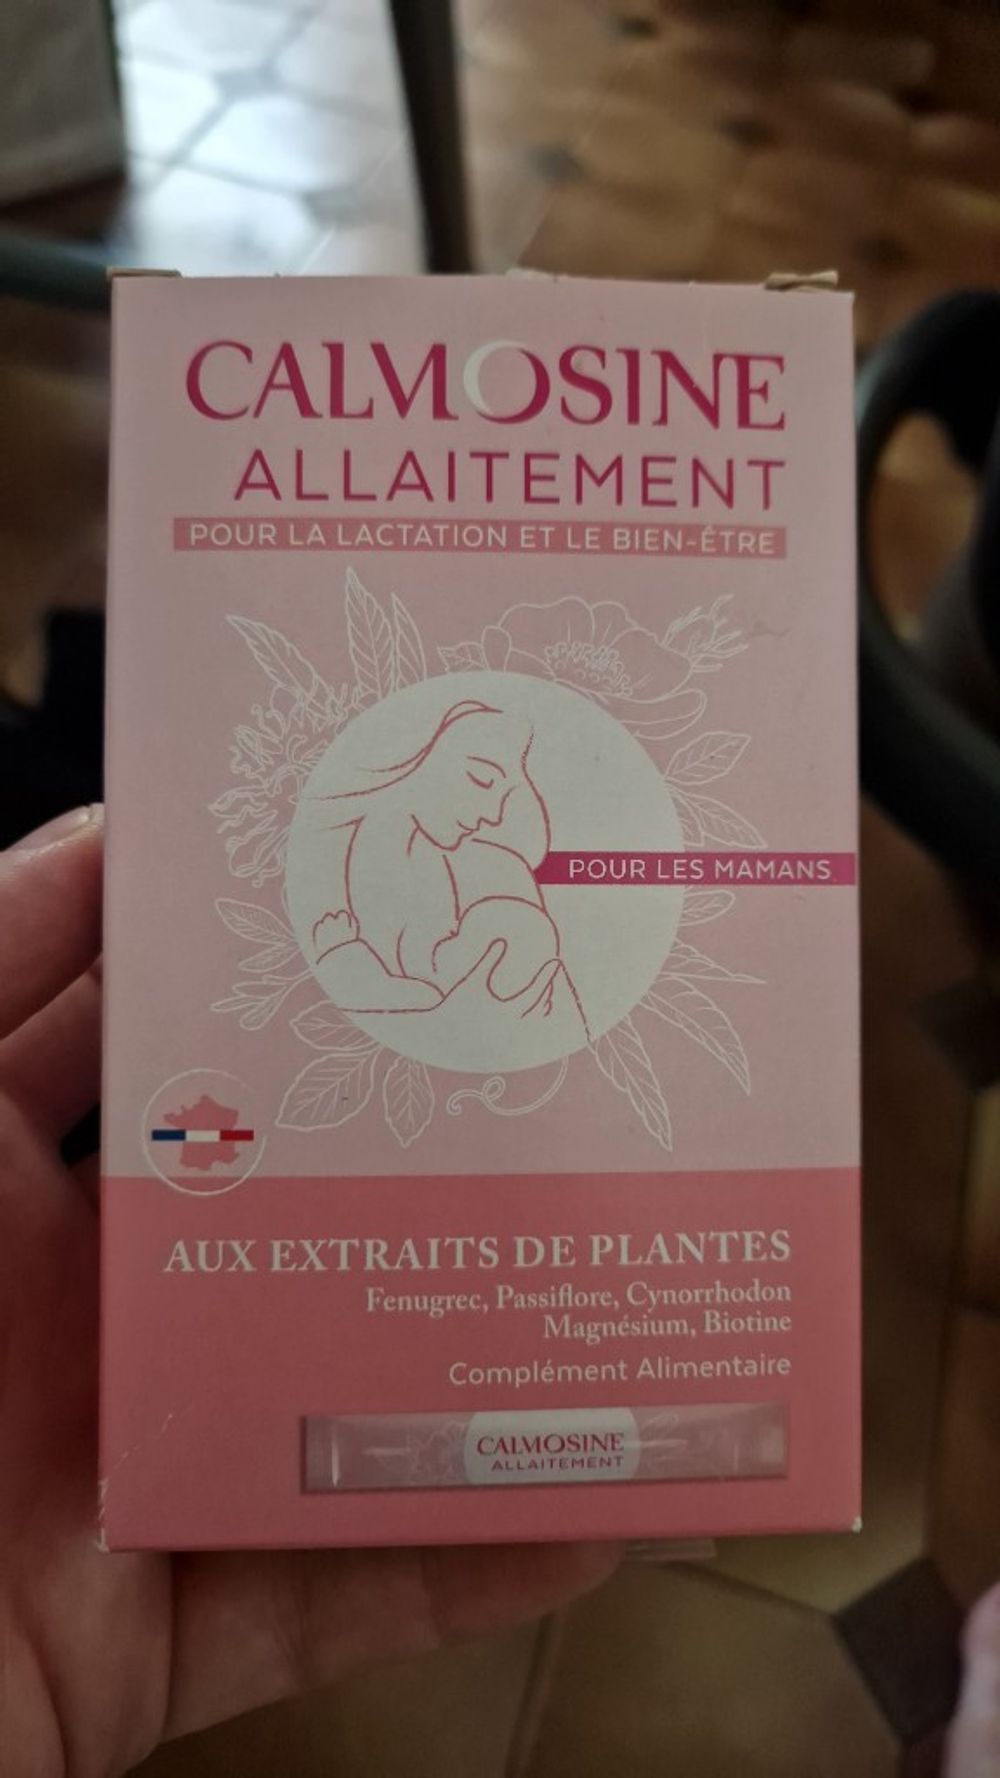 CALMOSINE
ALLAITEMENT
POUR LA LACTATION ET LE BIEN-ÊTRE
POUR LES MAMANS
AUX EXTRAITS DE PLANTES
Fenugrec, Passiflore, Cynorrhodon
Magnésium, Biotine
Complément Alimentaire
CALMOSINE
ALLAITEMENT